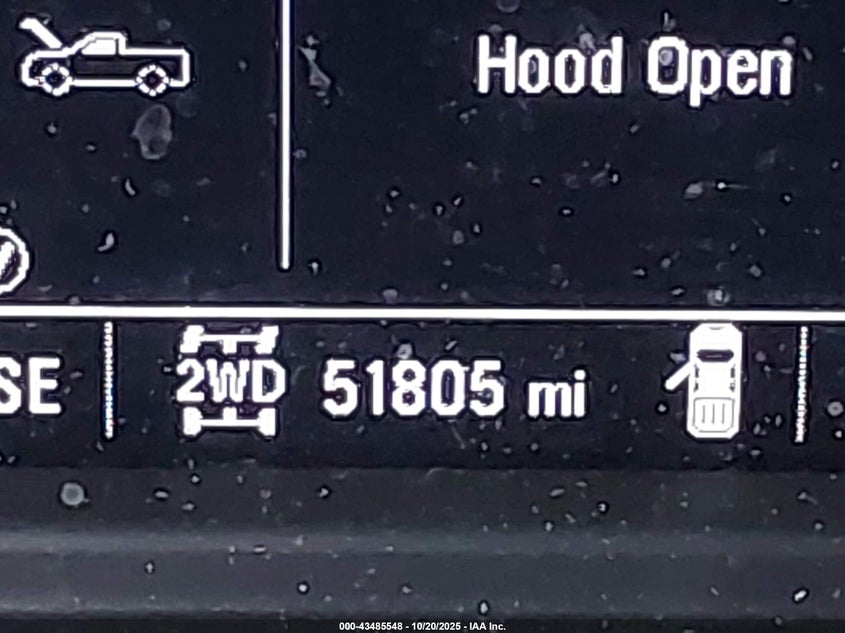 Hood Open
SE
2WD 51805 mi
000-43485548 - 10/20/2025 - IAA Inc.